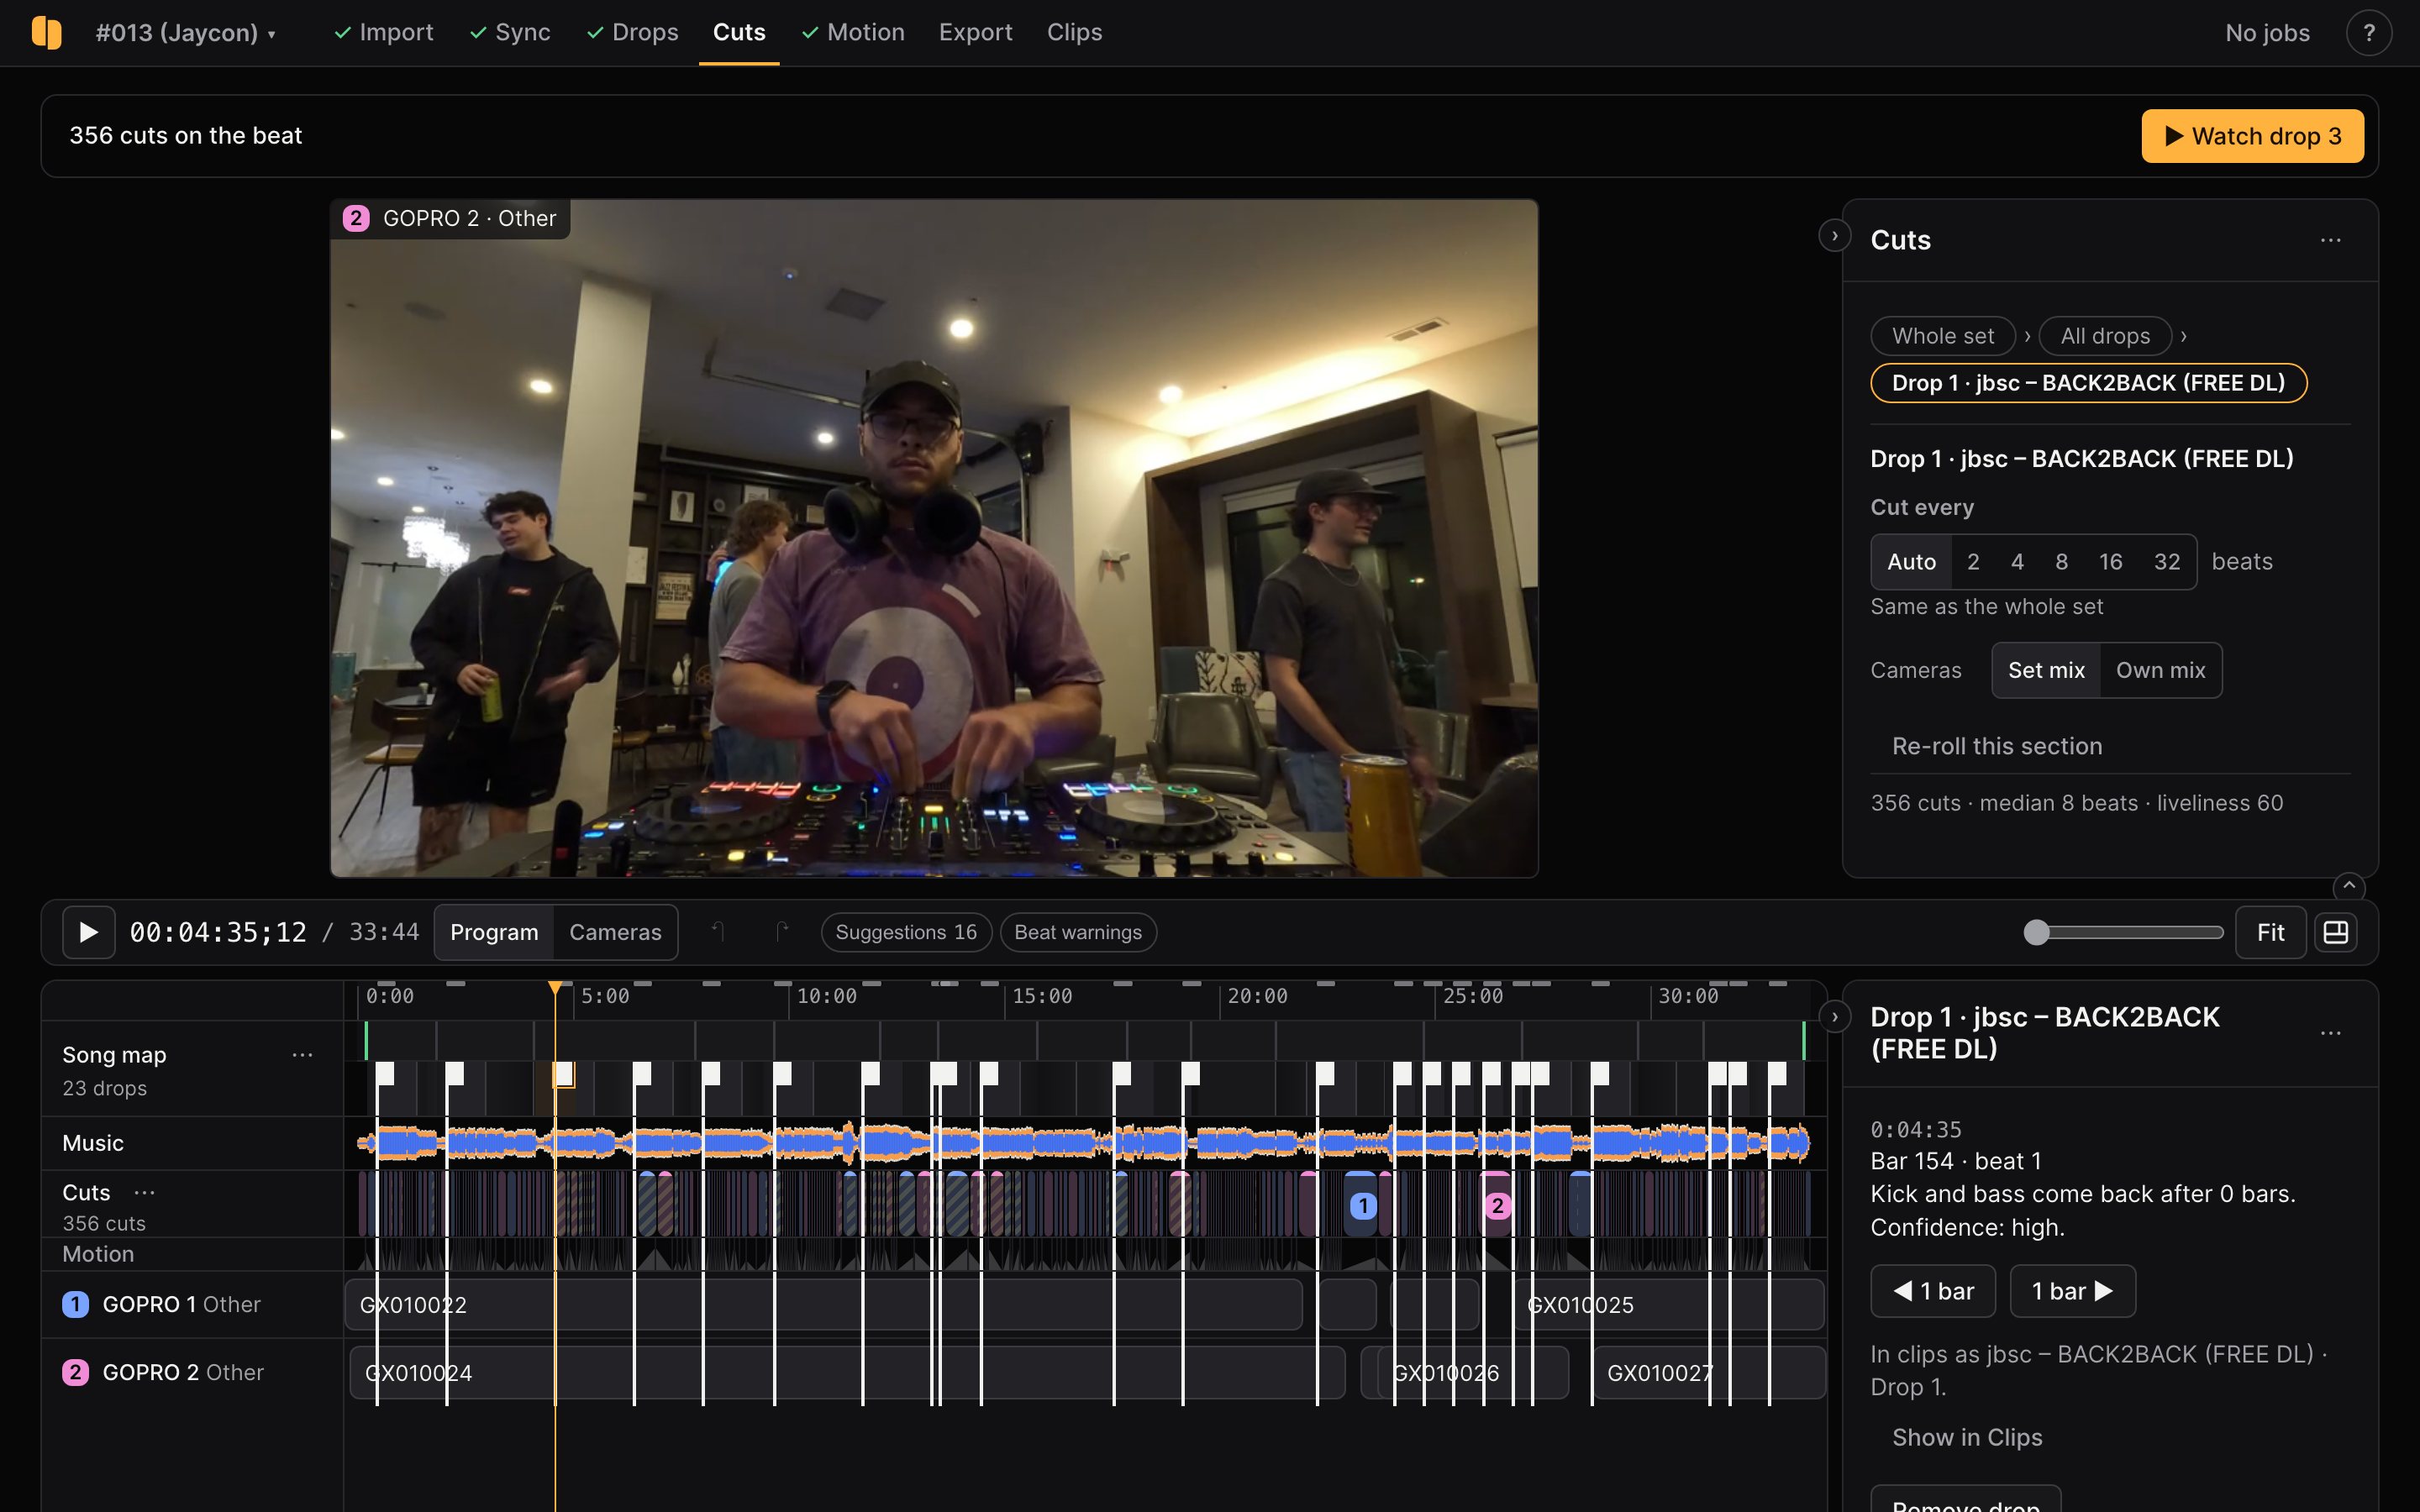 #013 (Jaycon) ▾
✓ Import
✓ Sync
✓ Drops
Cuts
✓ Motion
Export
Clips
No jobs
?
356 cuts on the beat
▶ Watch drop 3
2 GOPRO 2 · Other
Cuts
···
Whole set › All drops ›
Drop 1 · jbsc – BACK2BACK (FREE DL)
Drop 1 · jbsc – BACK2BACK (FREE DL)
Cut every
Auto 2 4 8 16 32 beats
Same as the whole set
Cameras Set mix Own mix
Re-roll this section
356 cuts · median 8 beats · liveliness 60
00:04:35;12 / 33:44
Program Cameras
Suggestions 16
Beat warnings
Fit
0:00 5:00 10:00 15:00 20:00 25:00 30:00
Song map ···
23 drops
Music
Cuts ···
356 cuts
1 2
Motion
1 GOPRO 1 Other
GX010022 GX010025
2 GOPRO 2 Other
GX010024 GX010026 GX010027
Drop 1 · jbsc – BACK2BACK
(FREE DL)
···
0:04:35
Bar 154 · beat 1
Kick and bass come back after 0 bars.
Confidence: high.
◀ 1 bar 1 bar ▶
In clips as jbsc – BACK2BACK (FREE DL) ·
Drop 1.
Show in Clips
Remove drop